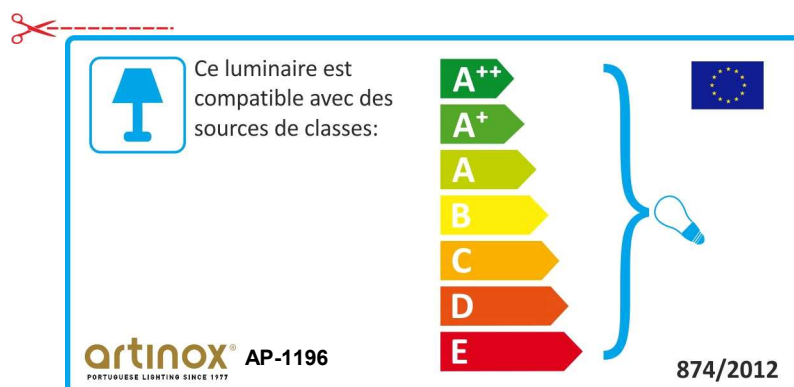 Ce luminaire est
compatible avec des
sources de classes:
A++
A+
A
B
C
D
E
artinox® AP-1196
PORTUGUESE LIGHTING SINCE 1977
874/2012